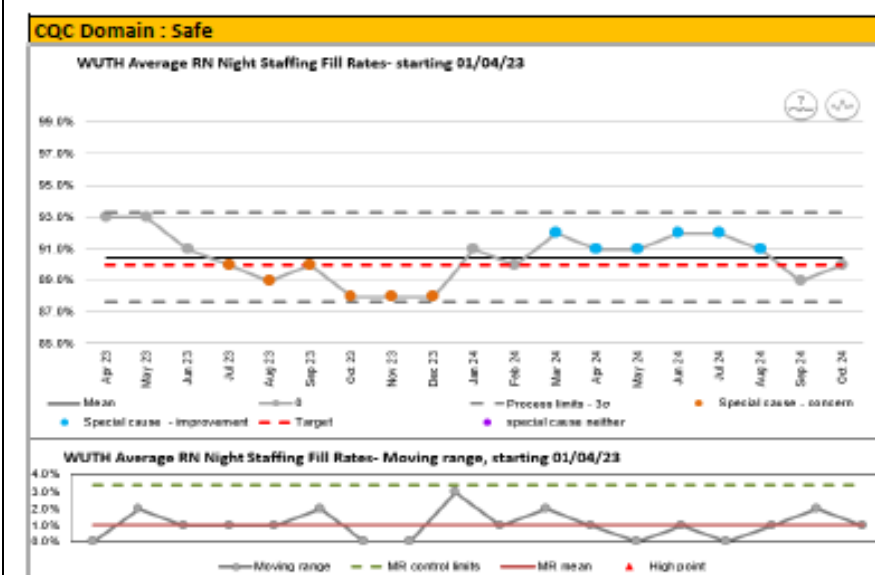 CQC Domain : Safe
WUTH Average RN Night Staffing Fill Rates- starting 01/04/23
?
99.0%
97.0%
95.0%
93.0%
91.0%
89.0%
87.0%
85.0%
Apr 23 May 23 Jun 23 Jul 23 Aug 23 Sep 23 Oct 23 Nov 23 Dec 23 Jan 24 Feb 24 Mar 24 Apr 24 May 24 Jun 24 Jul 24 Aug 24 Sep 24 Oct 24
Mean 0 Process limits - 3σ Special cause - concern
Special cause - improvement Target special cause neither
WUTH Average RN Night Staffing Fill Rates- Moving range, starting 01/04/23
4.0%
3.0%
2.0%
1.0%
0.0%
Moving range MR control limits MR mean High point